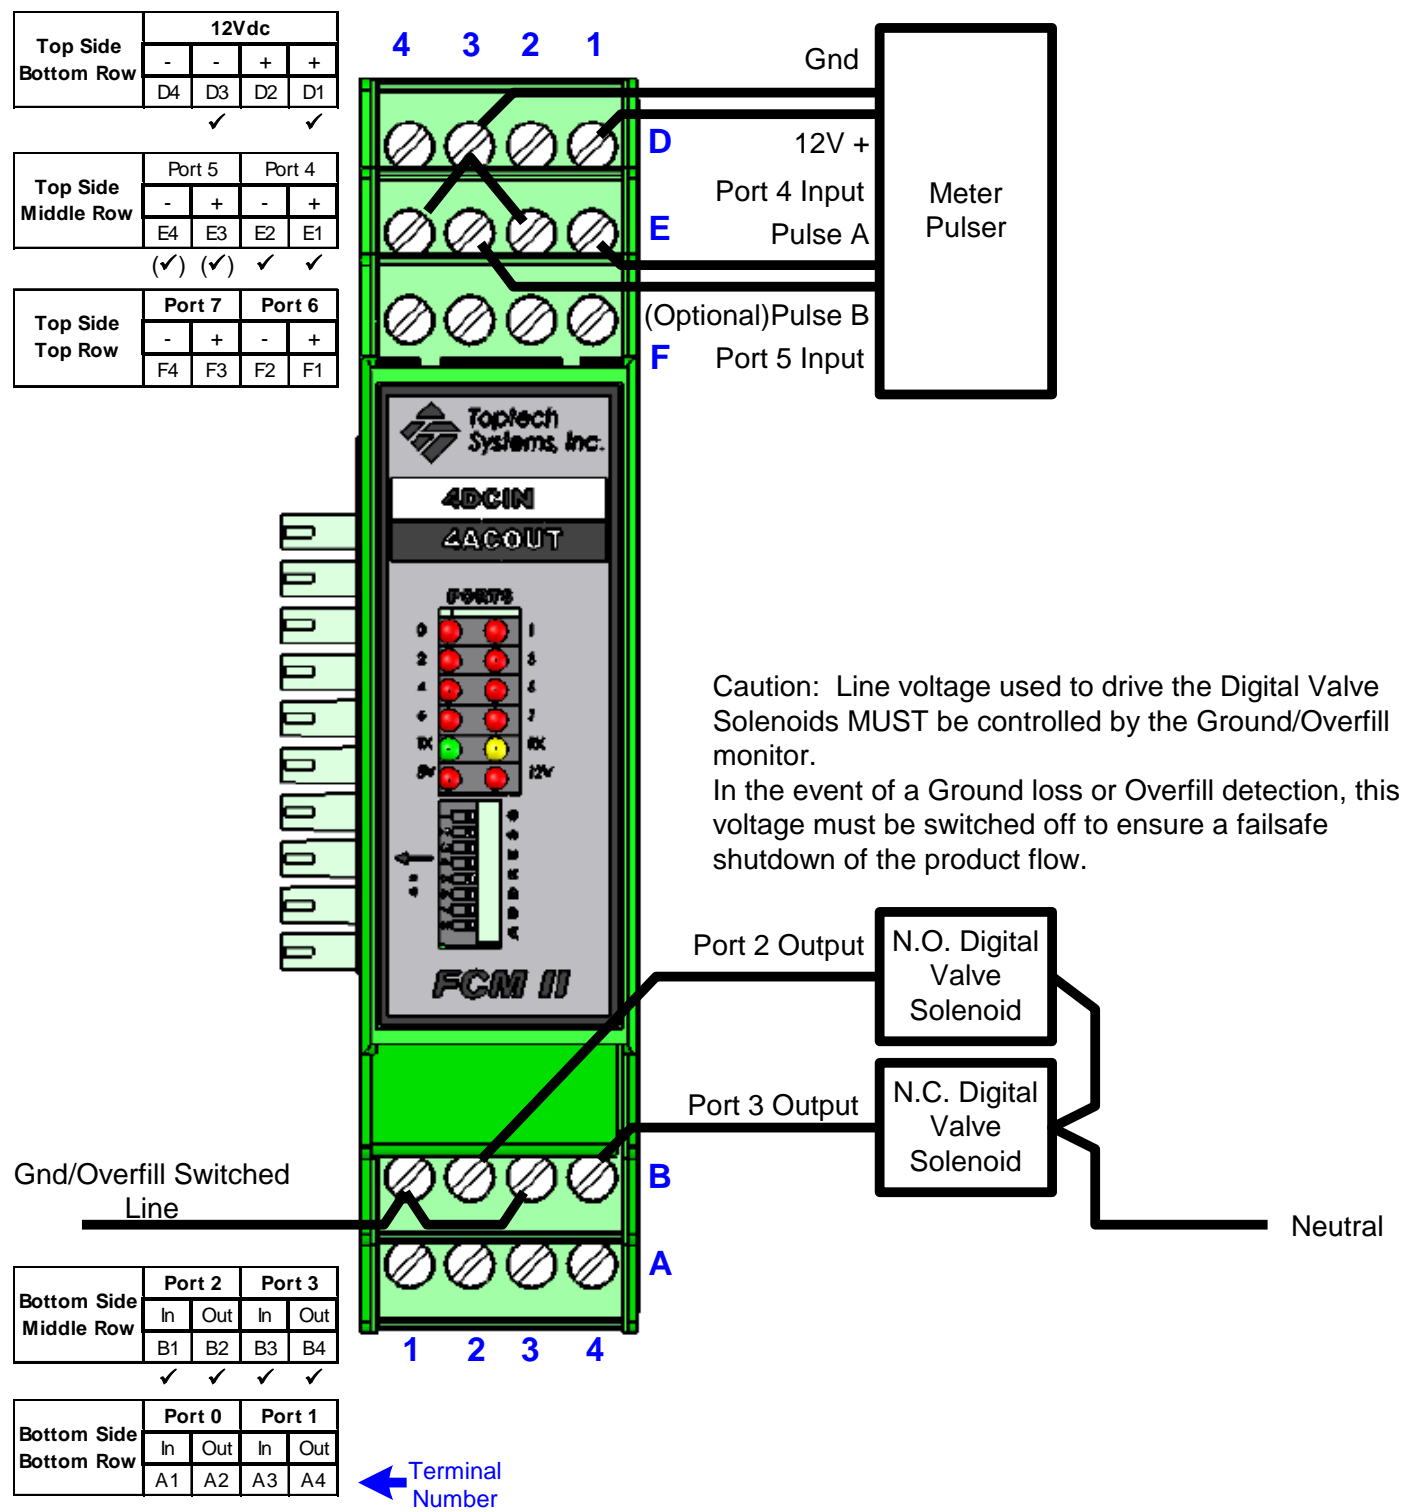 12Vdc
Top Side
Bottom Row
- - + +
D4 D3 D2 D1
✓ ✓
Port 5 Port 4
Top Side
Middle Row
- + - +
E4 E3 E2 E1
(✓) (✓) ✓ ✓
Port 7 Port 6
Top Side
Top Row
- + - +
F4 F3 F2 F1
4 3 2 1
D
E
F
Gnd
12V +
Port 4 Input
Pulse A
(Optional)Pulse B
Port 5 Input
Meter
Pulser
Toptech
Systems, Inc.
4DCIN
4ACOUT
PORTS
0 1
2 3
4 5
6 7
TX RX
5V 12V
FCM II
Caution: Line voltage used to drive the Digital Valve
Solenoids MUST be controlled by the Ground/Overfill
monitor.
In the event of a Ground loss or Overfill detection, this
voltage must be switched off to ensure a failsafe
shutdown of the product flow.
Port 2 Output
N.O. Digital
Valve
Solenoid
Port 3 Output
N.C. Digital
Valve
Solenoid
Neutral
Gnd/Overfill Switched
Line
B
A
1 2 3 4
Port 2 Port 3
Bottom Side
Middle Row
In Out In Out
B1 B2 B3 B4
✓ ✓ ✓ ✓
Port 0 Port 1
Bottom Side
Bottom Row
In Out In Out
A1 A2 A3 A4
Terminal
Number